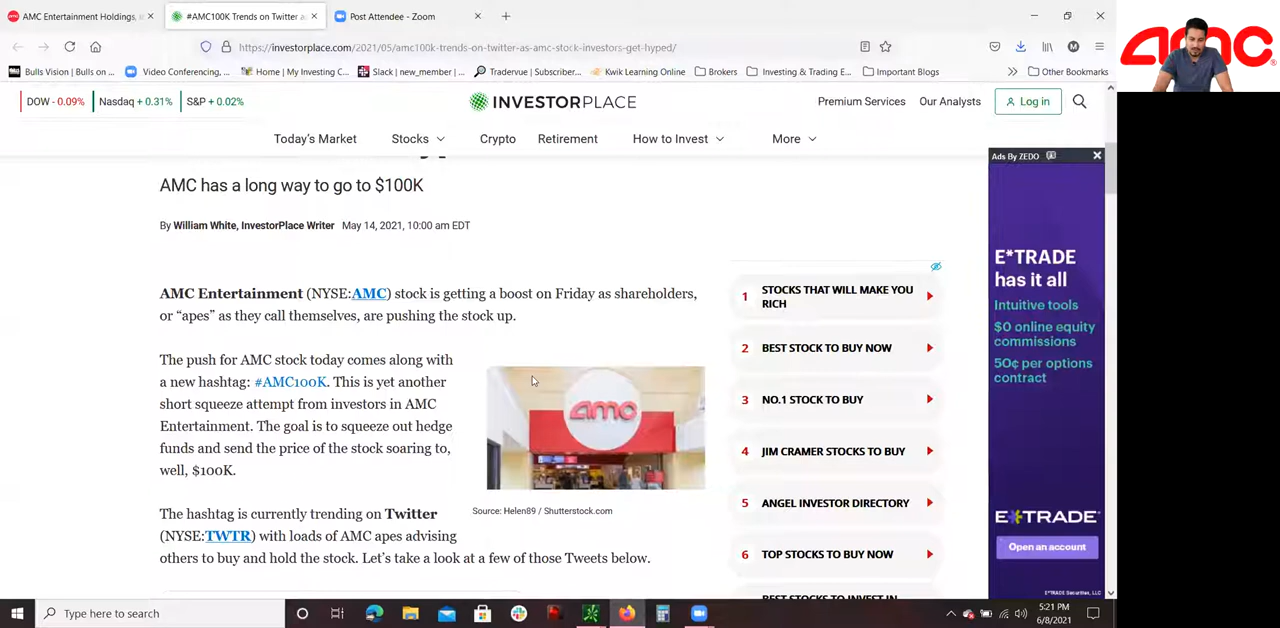 AMC Entertainment Holdings, I
#AMC100K Trends on Twitter a
Post Attendee - Zoom
https://investorplace.com/2021/05/amc100k-trends-on-twitter-as-amc-stock-investors-get-hyped/
Bulls Vision | Bulls on ...
Video Conferencing, ...
Home | My Investing C...
Slack | new_member | ...
Tradervue | Subscriber...
Kwik Learning Online
Brokers
Investing & Trading E...
Important Blogs
Other Bookmarks
amc
DOW - 0.09%
Nasdaq + 0.31%
S&P + 0.02%
INVESTORPLACE
Premium Services
Our Analysts
Log in
Today's Market
Stocks
Crypto
Retirement
How to Invest
More
AMC has a long way to go to $100K
By William White, InvestorPlace Writer May 14, 2021, 10:00 am EDT
AMC Entertainment (NYSE:AMC) stock is getting a boost on Friday as shareholders,
or “apes” as they call themselves, are pushing the stock up.
The push for AMC stock today comes along with
a new hashtag: #AMC100K. This is yet another
short squeeze attempt from investors in AMC
Entertainment. The goal is to squeeze out hedge
funds and send the price of the stock soaring to,
well, $100K.
amc
Source: Helen89 / Shutterstock.com
The hashtag is currently trending on Twitter
(NYSE:TWTR) with loads of AMC apes advising
others to buy and hold the stock. Let’s take a look at a few of those Tweets below.
1 STOCKS THAT WILL MAKE YOU
RICH
2 BEST STOCK TO BUY NOW
3 NO.1 STOCK TO BUY
4 JIM CRAMER STOCKS TO BUY
5 ANGEL INVESTOR DIRECTORY
6 TOP STOCKS TO BUY NOW
BEST STOCKS TO INVEST IN
Ads By ZEDO
E*TRADE
has it all
Intuitive tools
$0 online equity
commissions
50¢ per options
contract
E*TRADE
Open an account
E*TRADE Securities, LLC
Type here to search
5:21 PM
6/8/2021